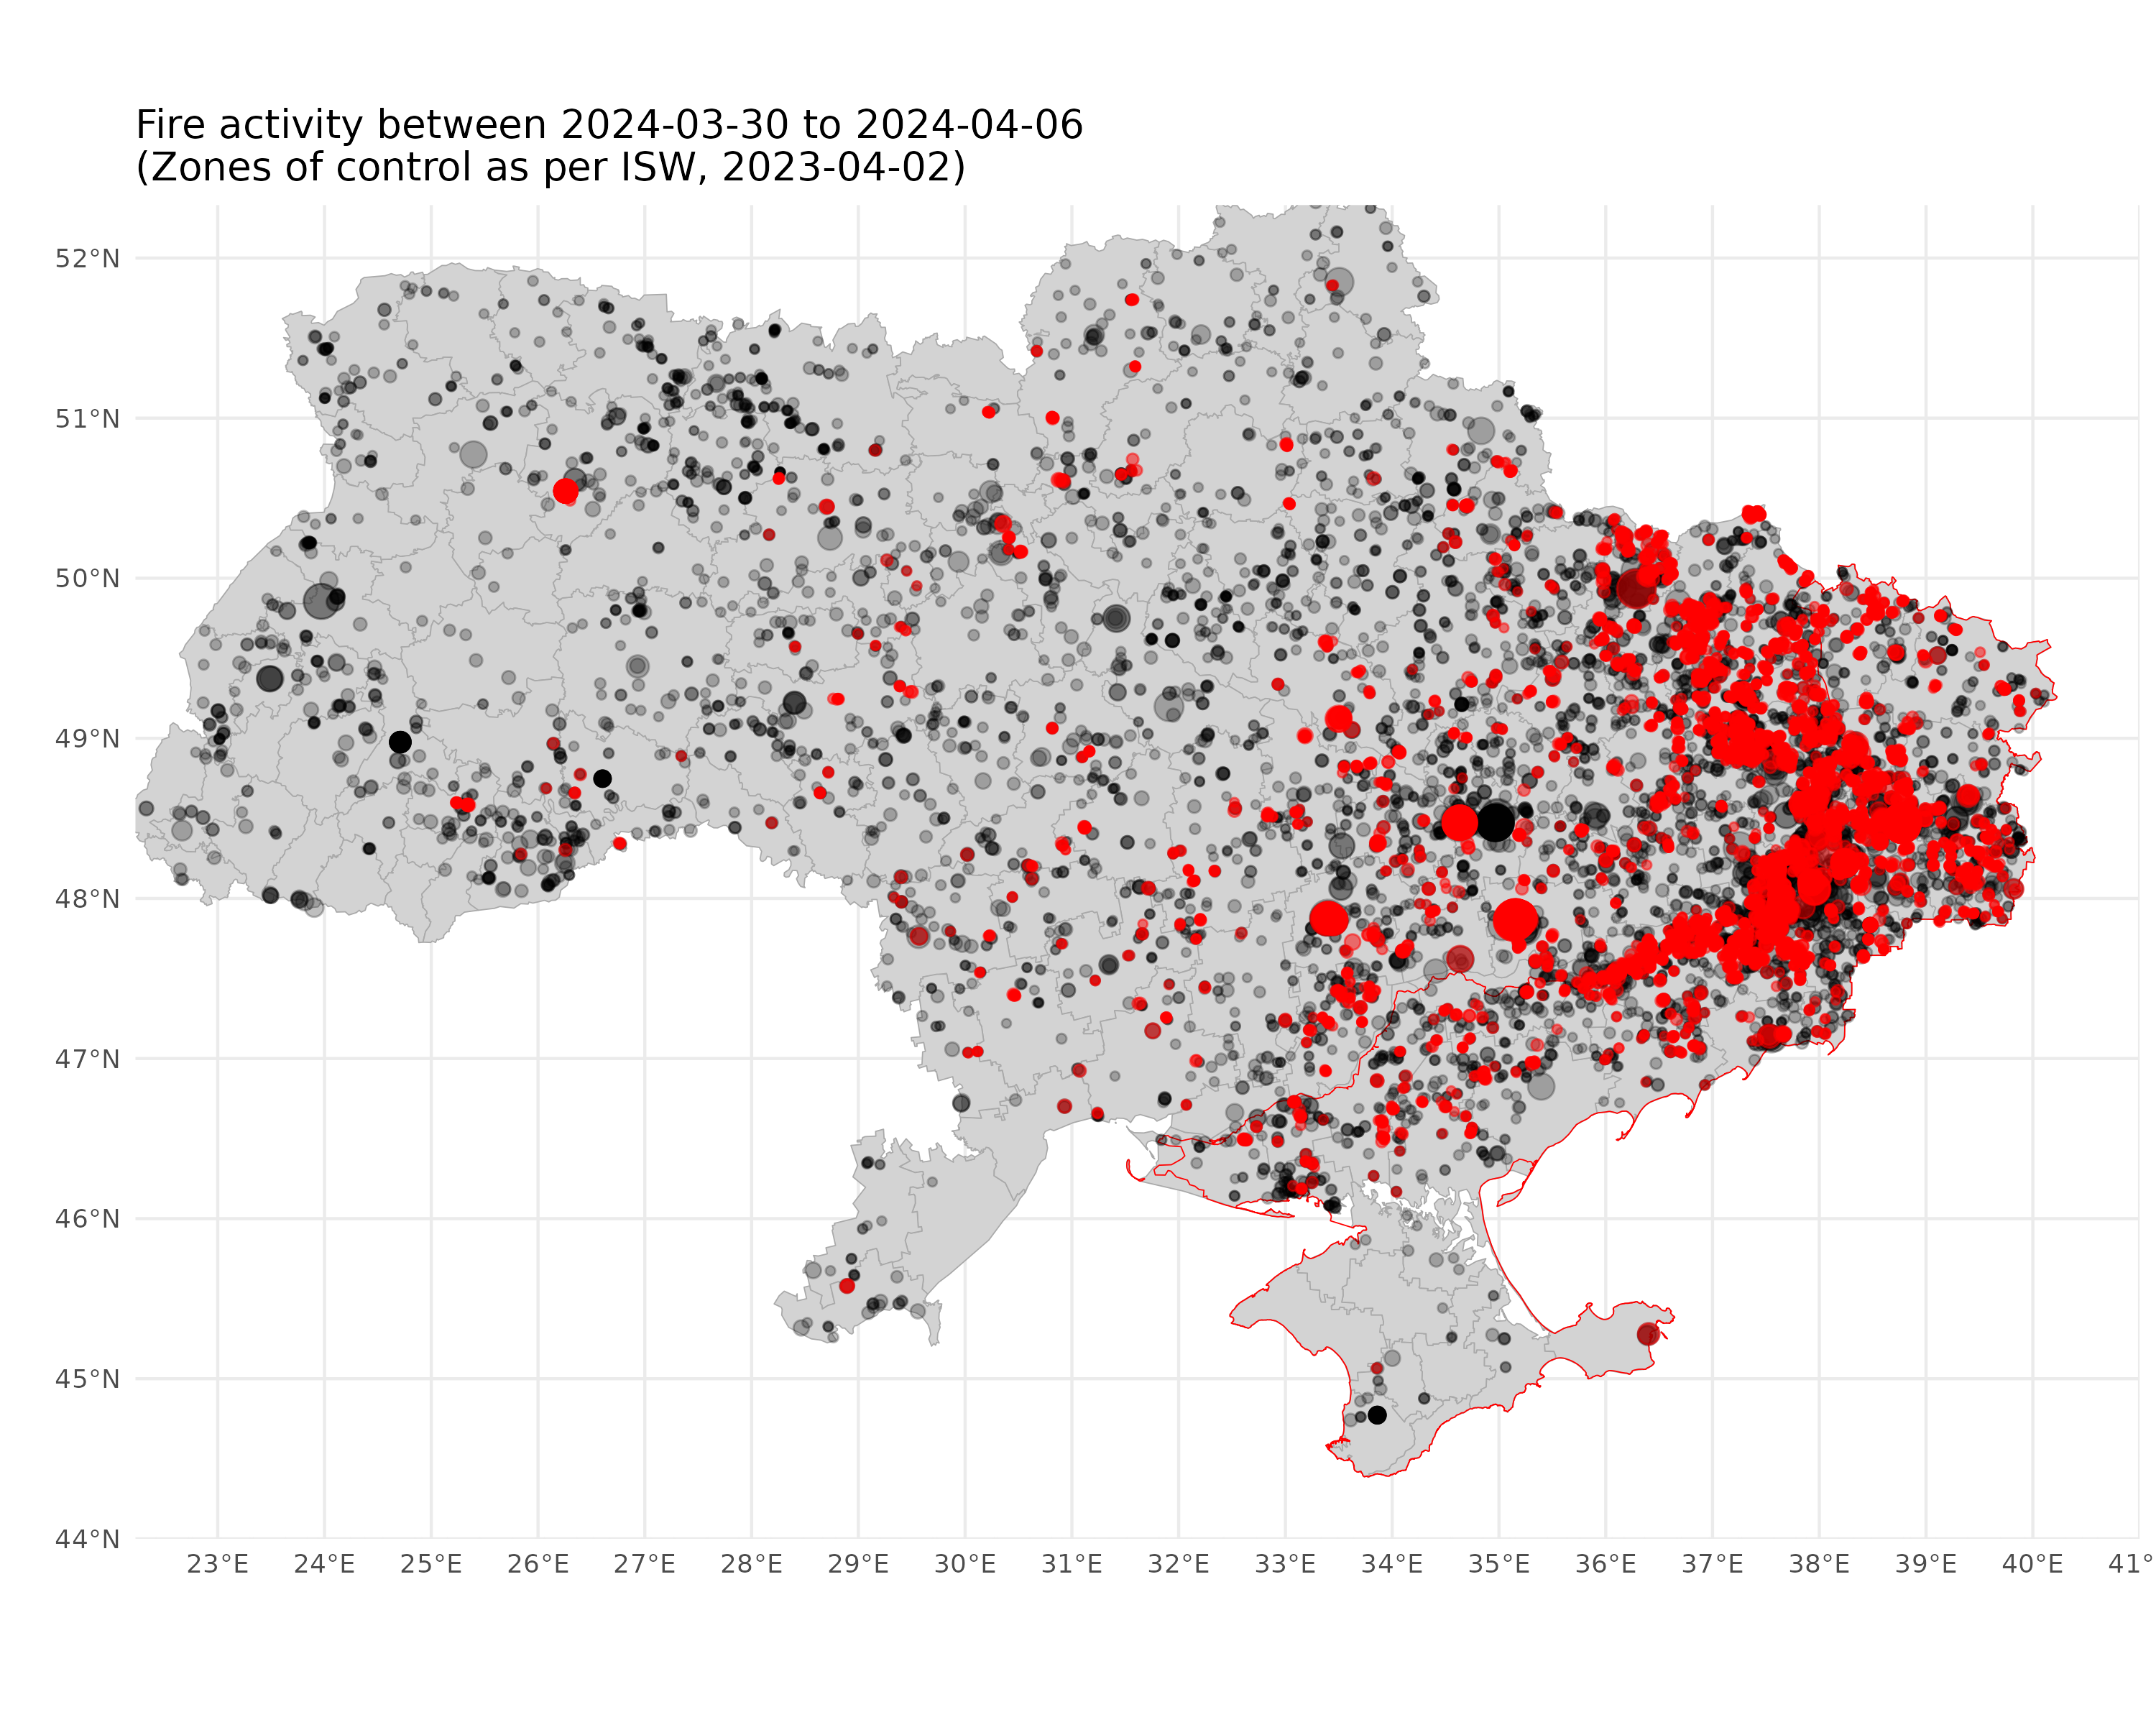 Fire activity between 2024-03-30 to 2024-04-06
(Zones of control as per ISW, 2023-04-02)
52°N
51°N
50°N
49°N
48°N
47°N
46°N
45°N
44°N
23°E 24°E 25°E 26°E 27°E 28°E 29°E 30°E 31°E 32°E 33°E 34°E 35°E 36°E 37°E 38°E 39°E 40°E 41°